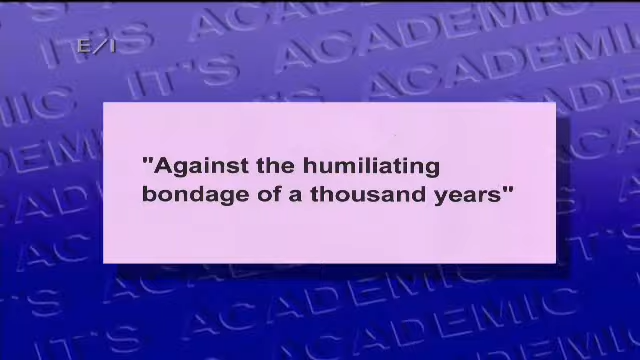 E/I
"Against the humiliating
bondage of a thousand years"
IT'S ACADEMIC